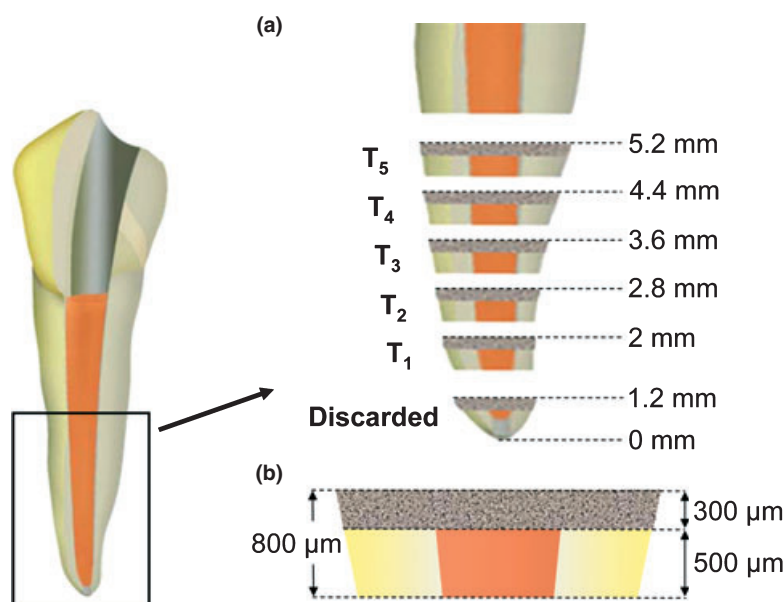 (a)
5.2 mm
T5
4.4 mm
T4
3.6 mm
T3
2.8 mm
T2
2 mm
T1
1.2 mm
Discarded
0 mm
(b)
300 µm
800 µm
500 µm